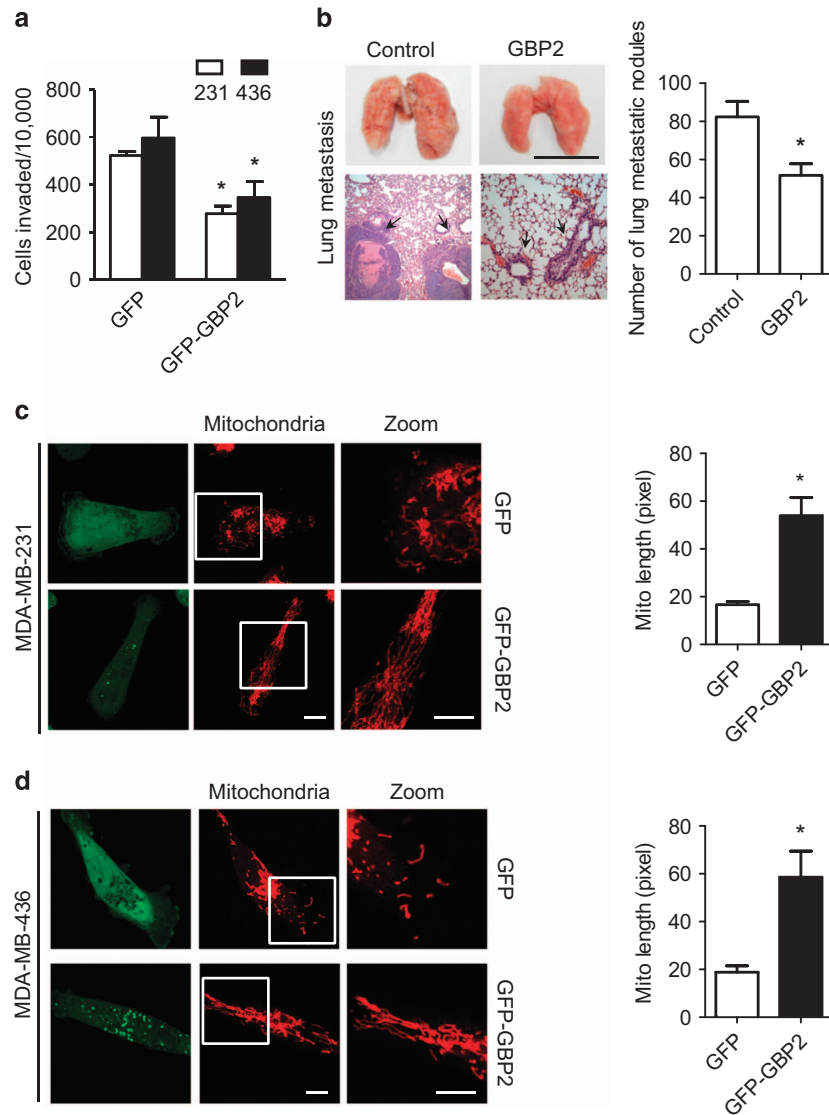 a
231 436
Cells invaded/10,000
800
600
400
200
0
* *
GFP
GFP-GBP2
b
Control GBP2
Lung metastasis
Number of lung metastatic nodules
100
80
60
40
20
0
*
Control
GBP2
c
Mitochondria Zoom
MDA-MB-231
GFP
GFP-GBP2
Mito length (pixel)
80
60
40
20
0
*
GFP
GFP-GBP2
d
Mitochondria Zoom
MDA-MB-436
GFP
GFP-GBP2
Mito length (pixel)
80
60
40
20
0
*
GFP
GFP-GBP2